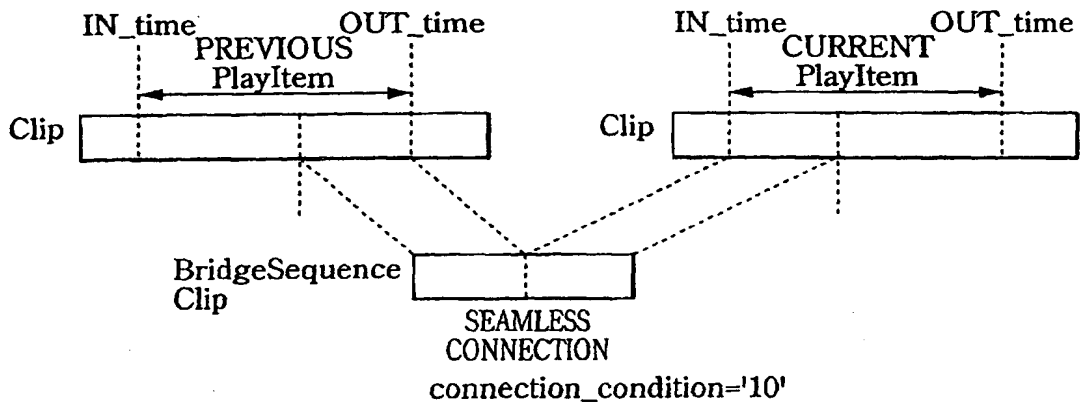 IN_time OUT_time IN_time OUT_time
PREVIOUS CURRENT
PlayItem PlayItem
Clip Clip
BridgeSequence
Clip
SEAMLESS
CONNECTION
connection_condition='10'